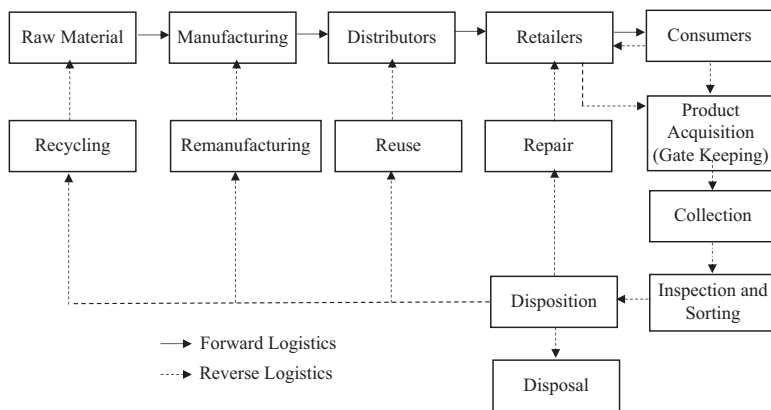 Raw Material
Manufacturing
Distributors
Retailers
Consumers
Product
Acquisition
(Gate Keeping)
Recycling
Remanufacturing
Reuse
Repair
Collection
Disposition
Inspection and
Sorting
Forward Logistics
Reverse Logistics
Disposal